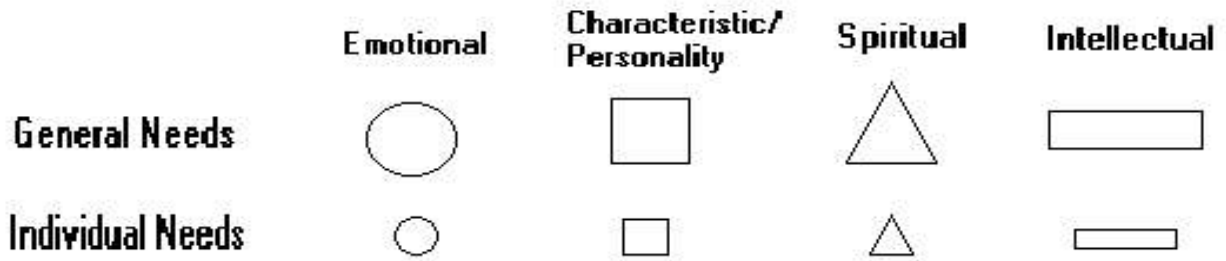 Emotional
Characteristic/
Personality
Spiritual
Intellectual
General Needs
Individual Needs